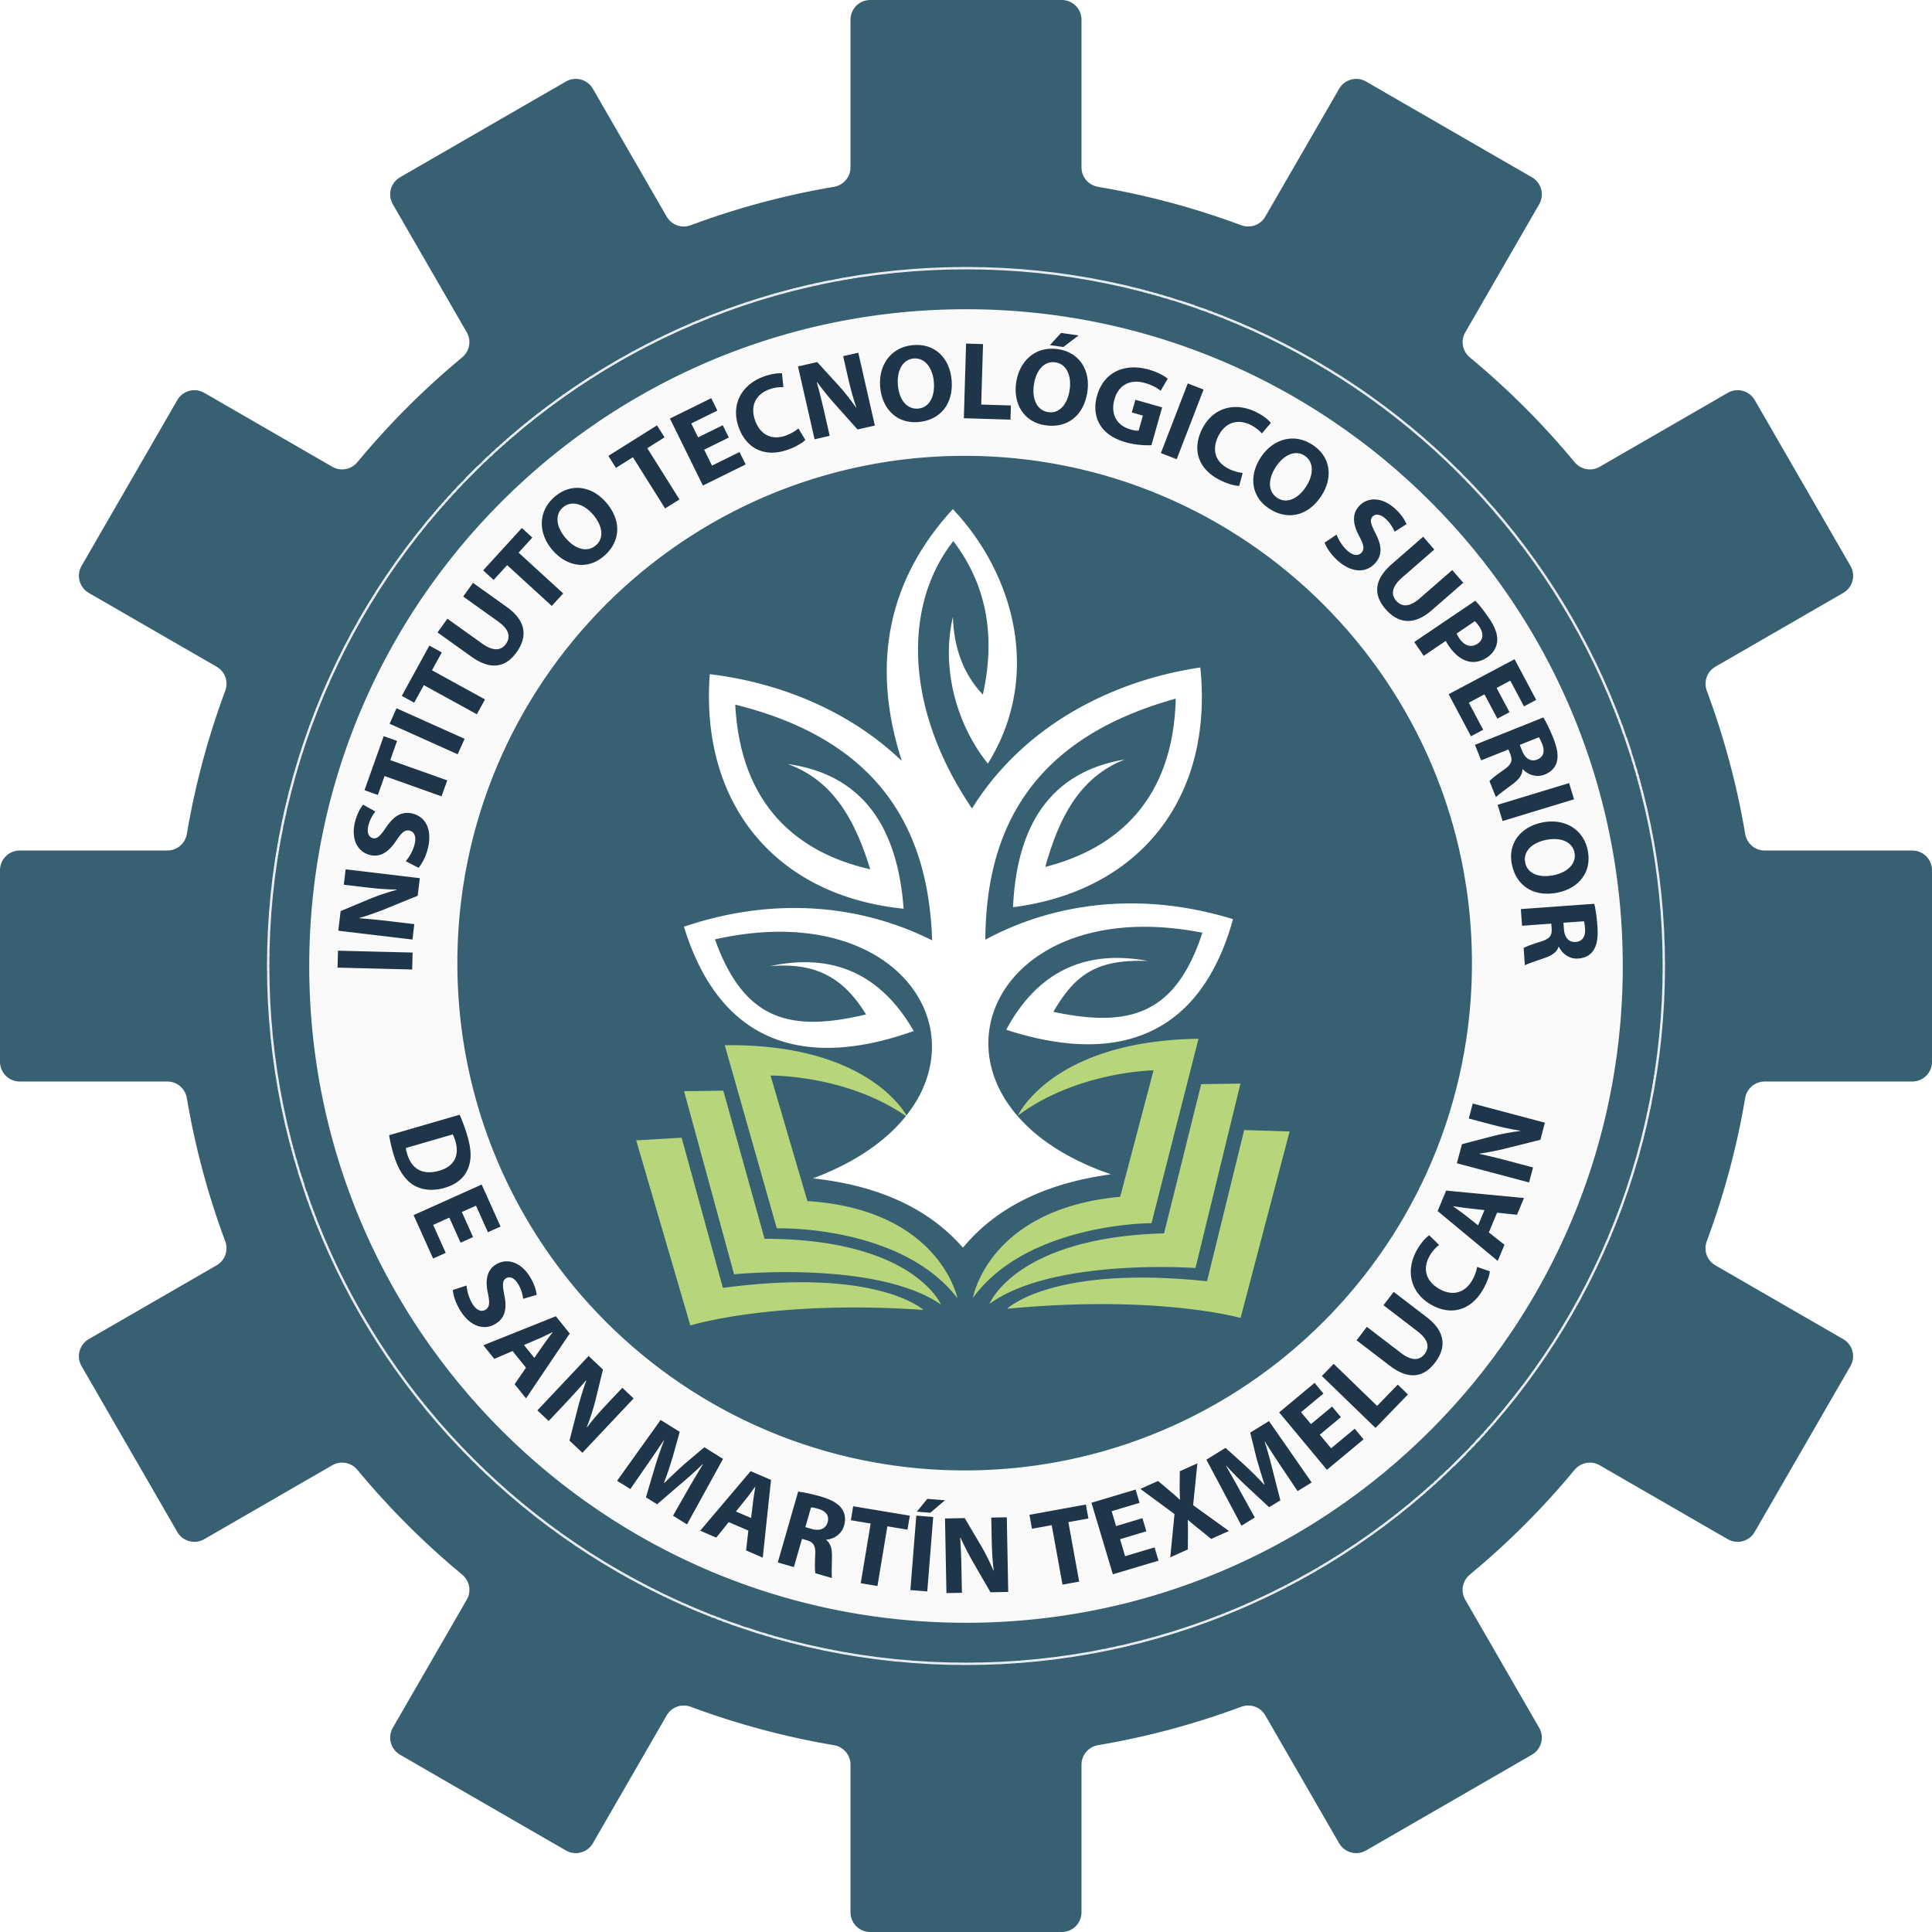 INSTITUTO TECNOLÓGICO SUPERIOR
DE SAN MARTÍN TEXMELUCAN